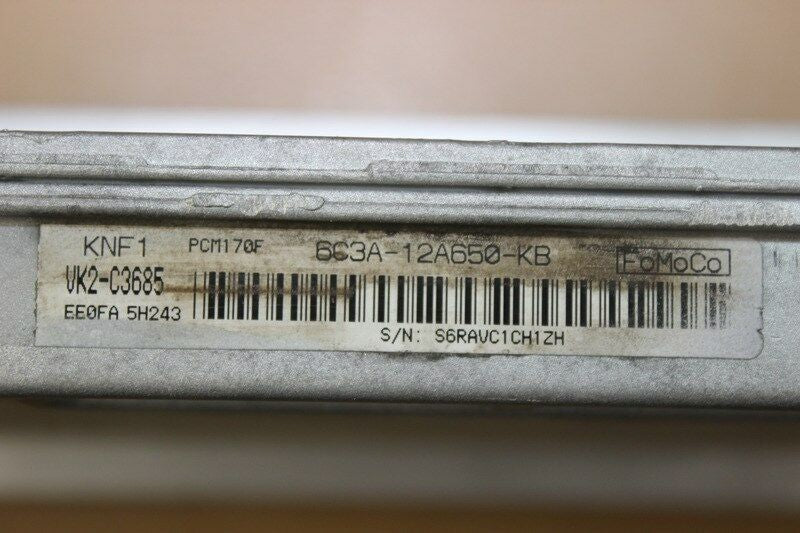 KNF1 PCM170F 6C3A-12A650-KB FoMoCo
VK2-C3685
EE0FA 5H243
S/N: S6RAVC1CH1ZH